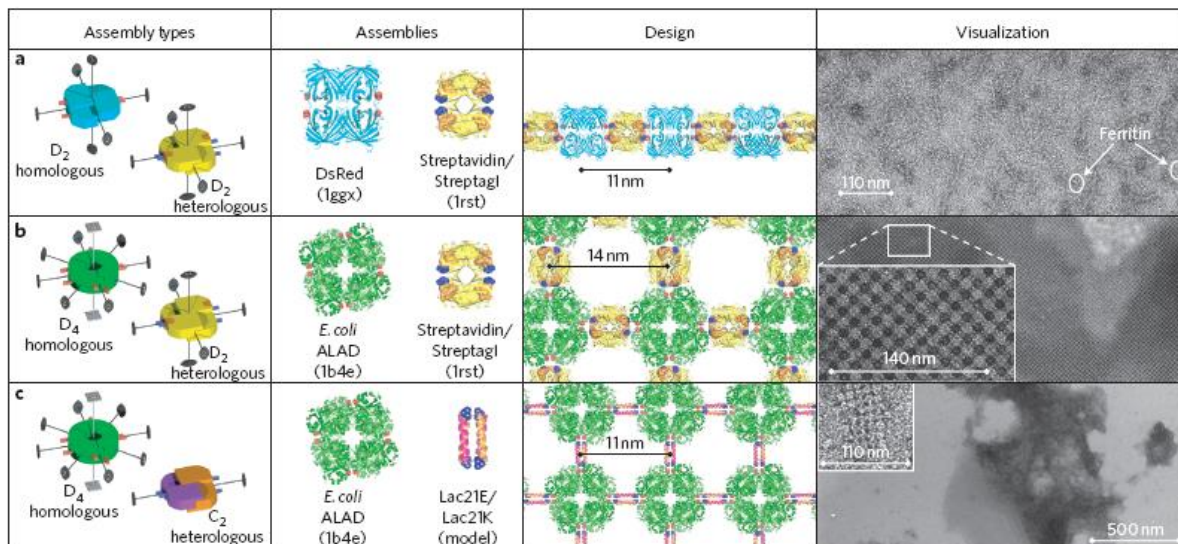 Assembly types
Assemblies
Design
Visualization
a
D2
homologous
D2
heterologous
DsRed
(1ggx)
Streptavidin/
StreptagI
(1rst)
11 nm
Ferritin
110 nm
b
D4
homologous
D2
heterologous
E. coli
ALAD
(1b4e)
Streptavidin/
StreptagI
(1rst)
14 nm
140 nm
c
D4
homologous
C2
heterologous
E. coli
ALAD
(1b4e)
Lac21E/
Lac21K
(model)
11 nm
110 nm
500 nm